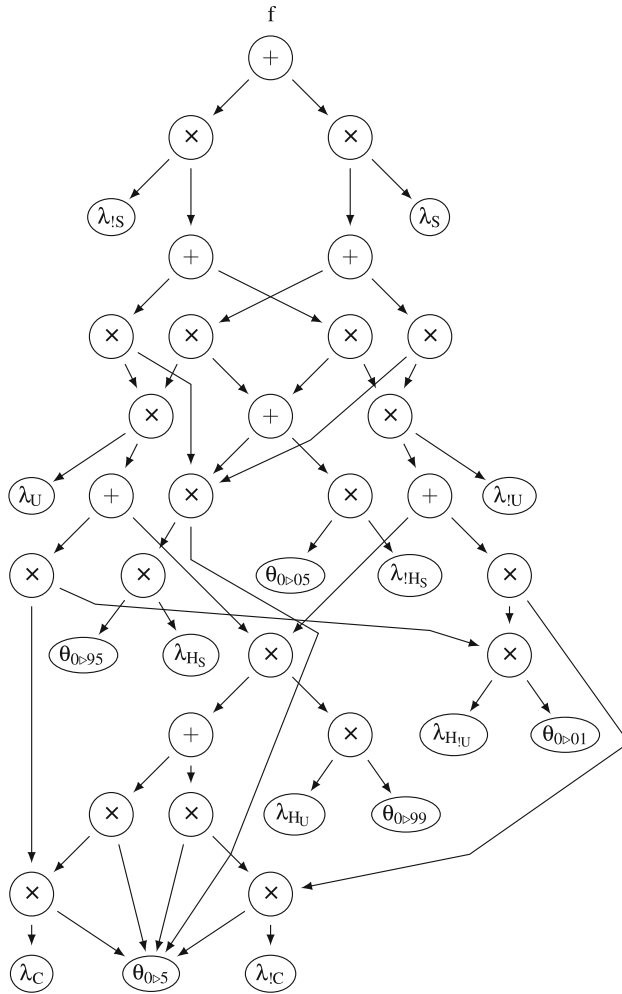 f
+
× ×
λ!S λS
+ +
× × × ×
× + ×
λU + × × + λ!U
× × θ0▹05 λ!HS ×
θ0▹95 λHS × ×
+ × λH!U θ0▹01
× × λHU θ0▹99
× ×
λC θ0▹5 λ!C